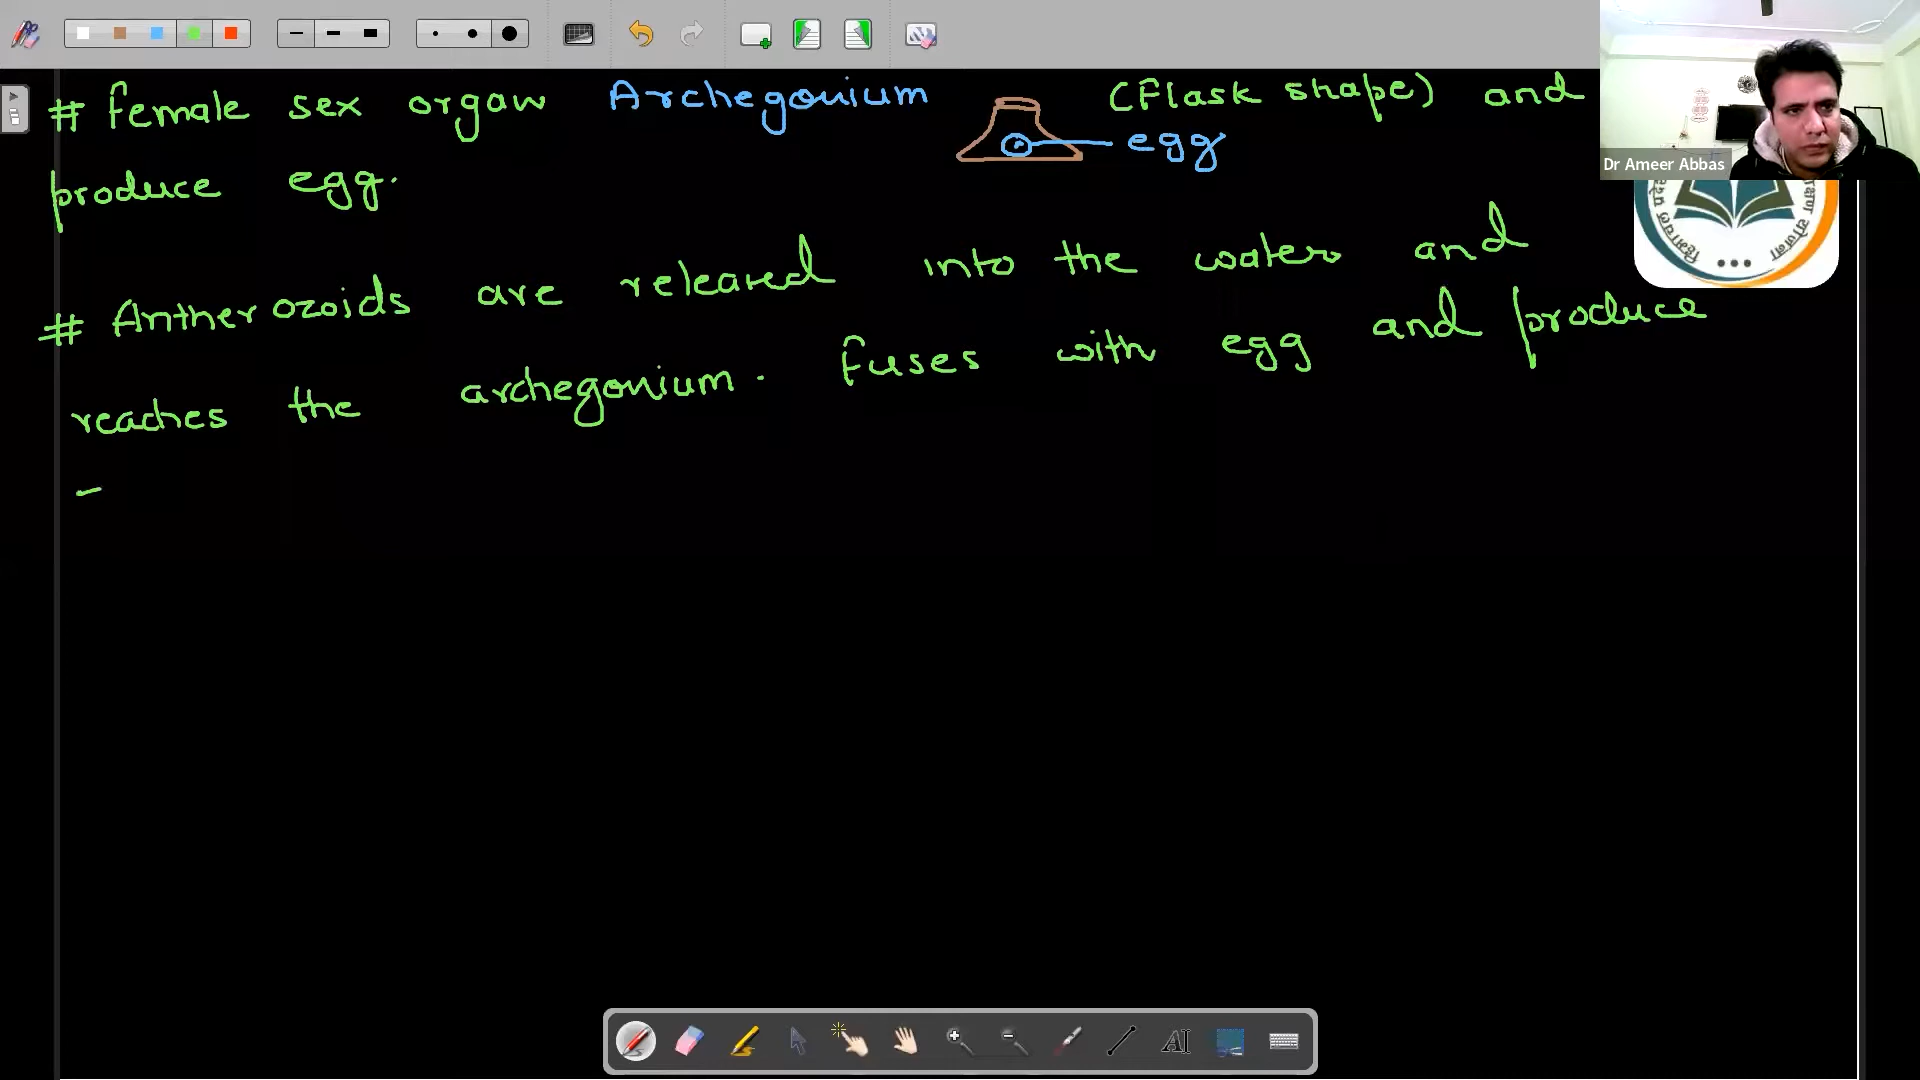 # female sex organ Archegonium (Flask shape) and
egg
produce egg.
# Antherozoids are released into the water and
reaches the archegonium. fuses with egg and produce
Dr Ameer Abbas